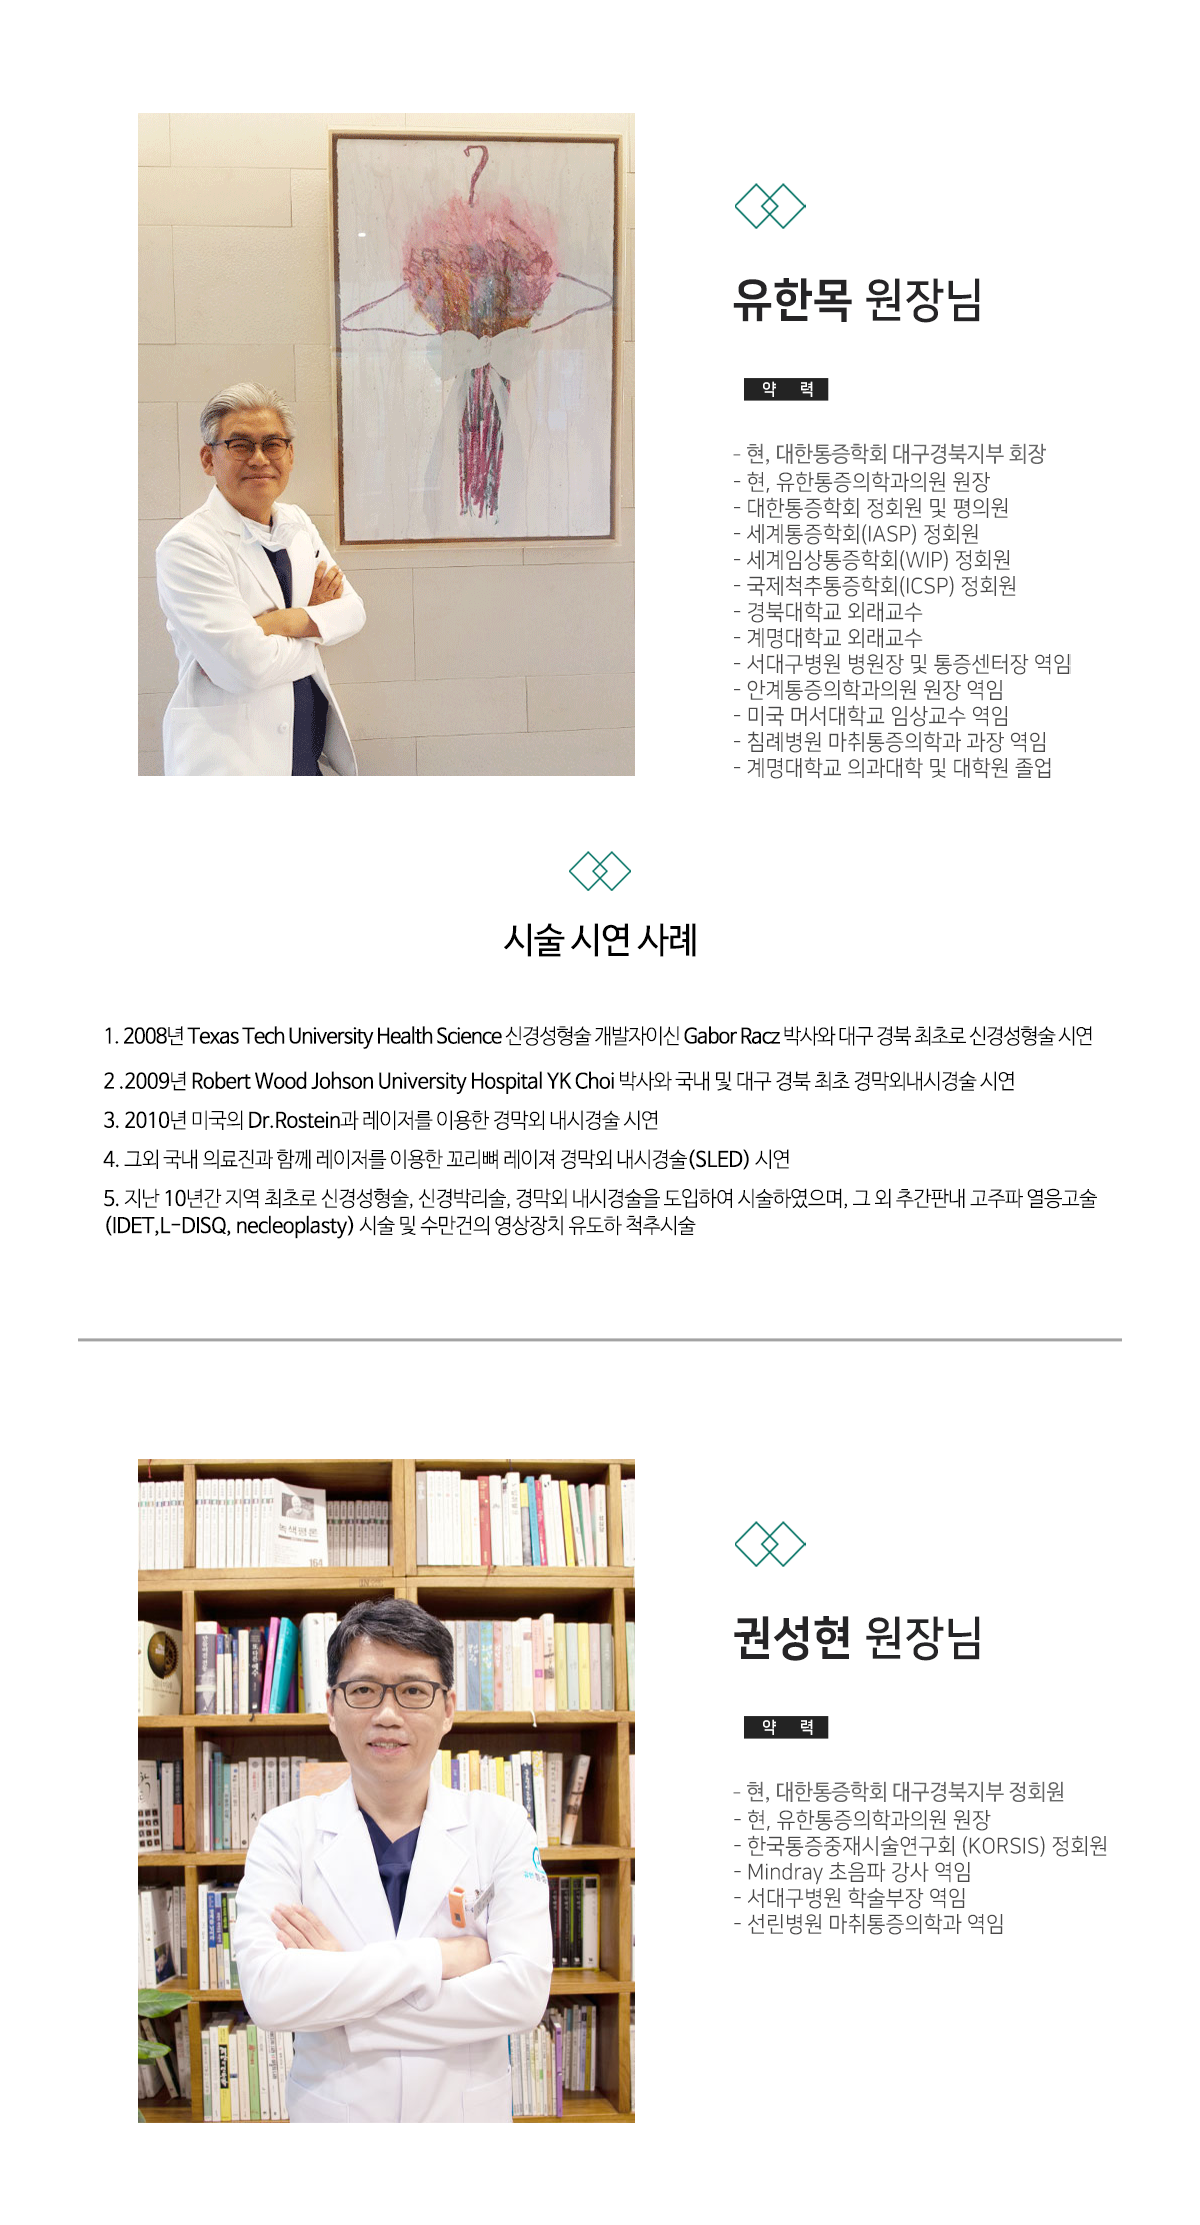 유한목 원장님
약 력
- 현, 대한통증학회 대구경북지부 회장
- 현, 유한통증의학과의원 원장
- 대한통증학회 정회원 및 평의원
- 세계통증학회(IASP) 정회원
- 세계임상통증학회(WIP) 정회원
- 국제척추통증학회(ICSP) 정회원
- 경북대학교 외래교수
- 계명대학교 외래교수
- 서대구병원 병원장 및 통증센터장 역임
- 안계통증의학과의원 원장 역임
- 미국 머서대학교 임상교수 역임
- 침례병원 마취통증의학과 과장 역임
- 계명대학교 의과대학 및 대학원 졸업
시술 시연 사례
1. 2008년 Texas Tech University Health Science 신경성형술 개발자이신 Gabor Racz 박사와 대구 경북 최초로 신경성형술 시연
2 .2009년 Robert Wood Johson University Hospital YK Choi 박사와 국내 및 대구 경북 최초 경막외내시경술 시연
3. 2010년 미국의 Dr.Rostein과 레이저를 이용한 경막외 내시경술 시연
4. 그외 국내 의료진과 함께 레이저를 이용한 꼬리뼈 레이져 경막외 내시경술(SLED) 시연
5. 지난 10년간 지역 최초로 신경성형술, 신경박리술, 경막외 내시경술을 도입하여 시술하였으며, 그 외 추간판내 고주파 열응고술
(IDET,L-DISQ, necleoplasty) 시술 및 수만건의 영상장치 유도하 척추시술
녹색평론
164
권성현 원장님
약 력
- 현, 대한통증학회 대구경북지부 정회원
- 현, 유한통증의학과의원 원장
- 한국통증중재시술연구회 (KORSIS) 정회원
- Mindray 초음파 강사 역임
- 서대구병원 학술부장 역임
- 선린병원 마취통증의학과 역임